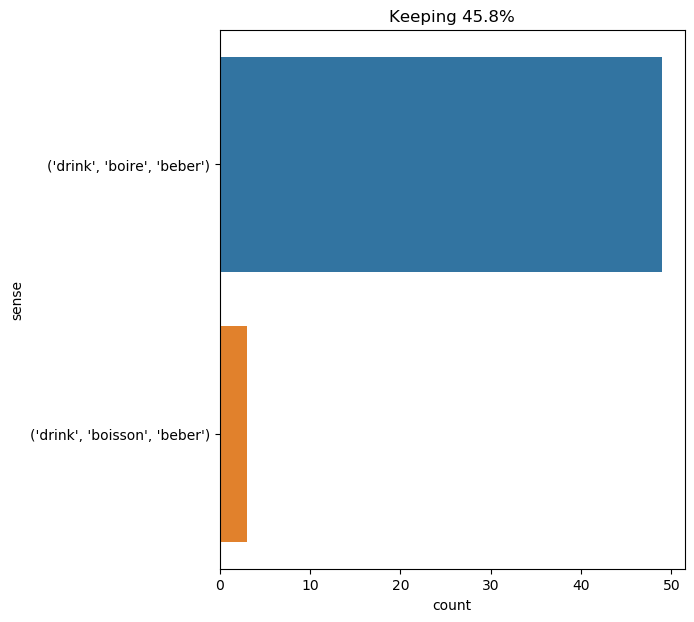 Keeping 45.8%
('drink', 'boire', 'beber')
sense
('drink', 'boisson', 'beber')
0 10 20 30 40 50
count